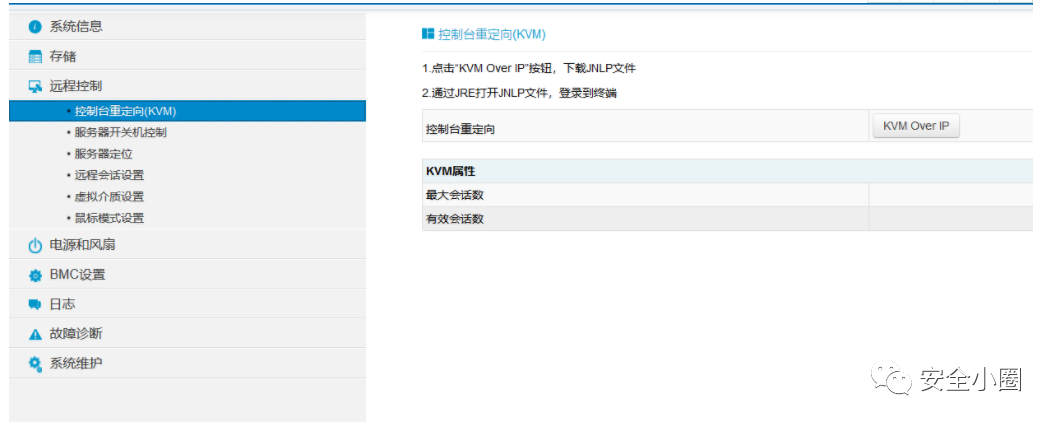 系统信息
存储
远程控制
• 控制台重定向(KVM)
• 服务器开关机控制
• 服务器定位
• 远程会话设置
• 虚拟介质设置
• 鼠标模式设置
电源和风扇
BMC设置
日志
故障诊断
系统维护
控制台重定向(KVM)
1.点击"KVM Over IP"按钮，下载JNLP文件
2.通过JRE打开JNLP文件，登录到终端
控制台重定向 KVM Over IP
KVM属性
最大会话数
有效会话数
安全小圈